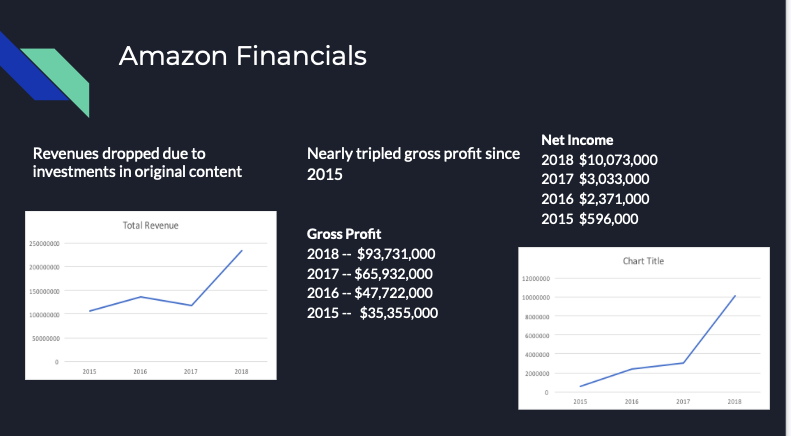 Amazon Financials
Revenues dropped due to
investments in original content
Total Revenue
250000000
200000000
150000000
100000000
50000000
0
2015 2016 2017 2018
Nearly tripled gross profit since
2015
Gross Profit
2018 -- $93,731,000
2017 -- $65,932,000
2016 -- $47,722,000
2015 -- $35,355,000
Net Income
2018 $10,073,000
2017 $3,033,000
2016 $2,371,000
2015 $596,000
Chart Title
12000000
10000000
8000000
6000000
4000000
2000000
0
2015 2016 2017 2018